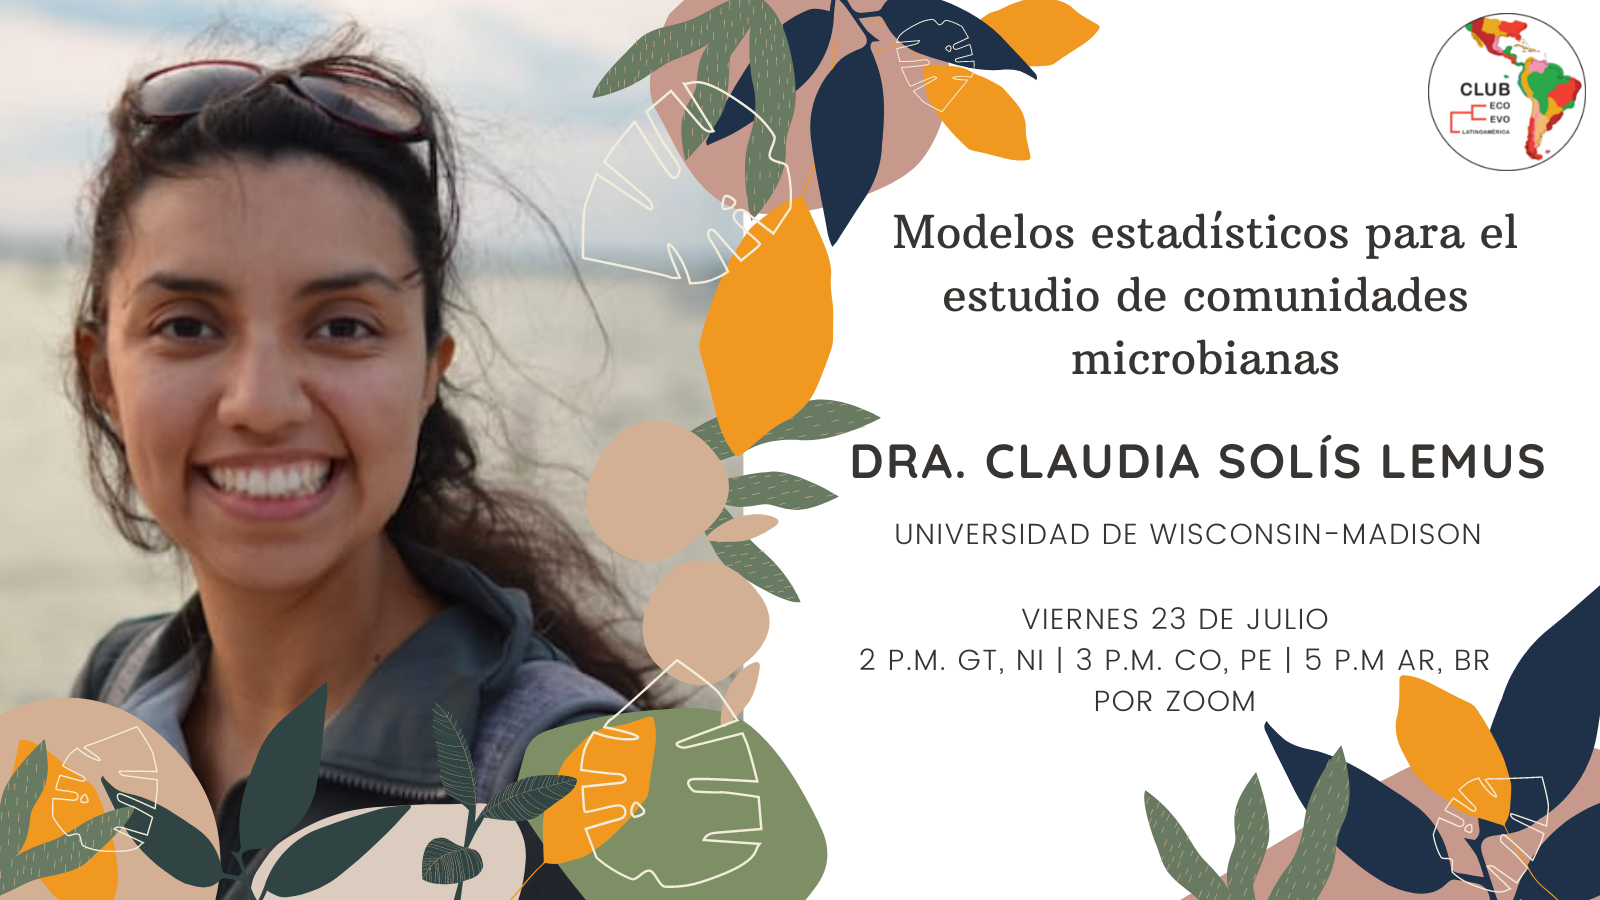 CLUB
ECO
EVO
LATINOAMÉRICA
Modelos estadísticos para el
estudio de comunidades
microbianas
DRA. CLAUDIA SOLÍS LEMUS
UNIVERSIDAD DE WISCONSIN-MADISON
VIERNES 23 DE JULIO
2 P.M. GT, NI | 3 P.M. CO, PE | 5 P.M AR, BR
POR ZOOM